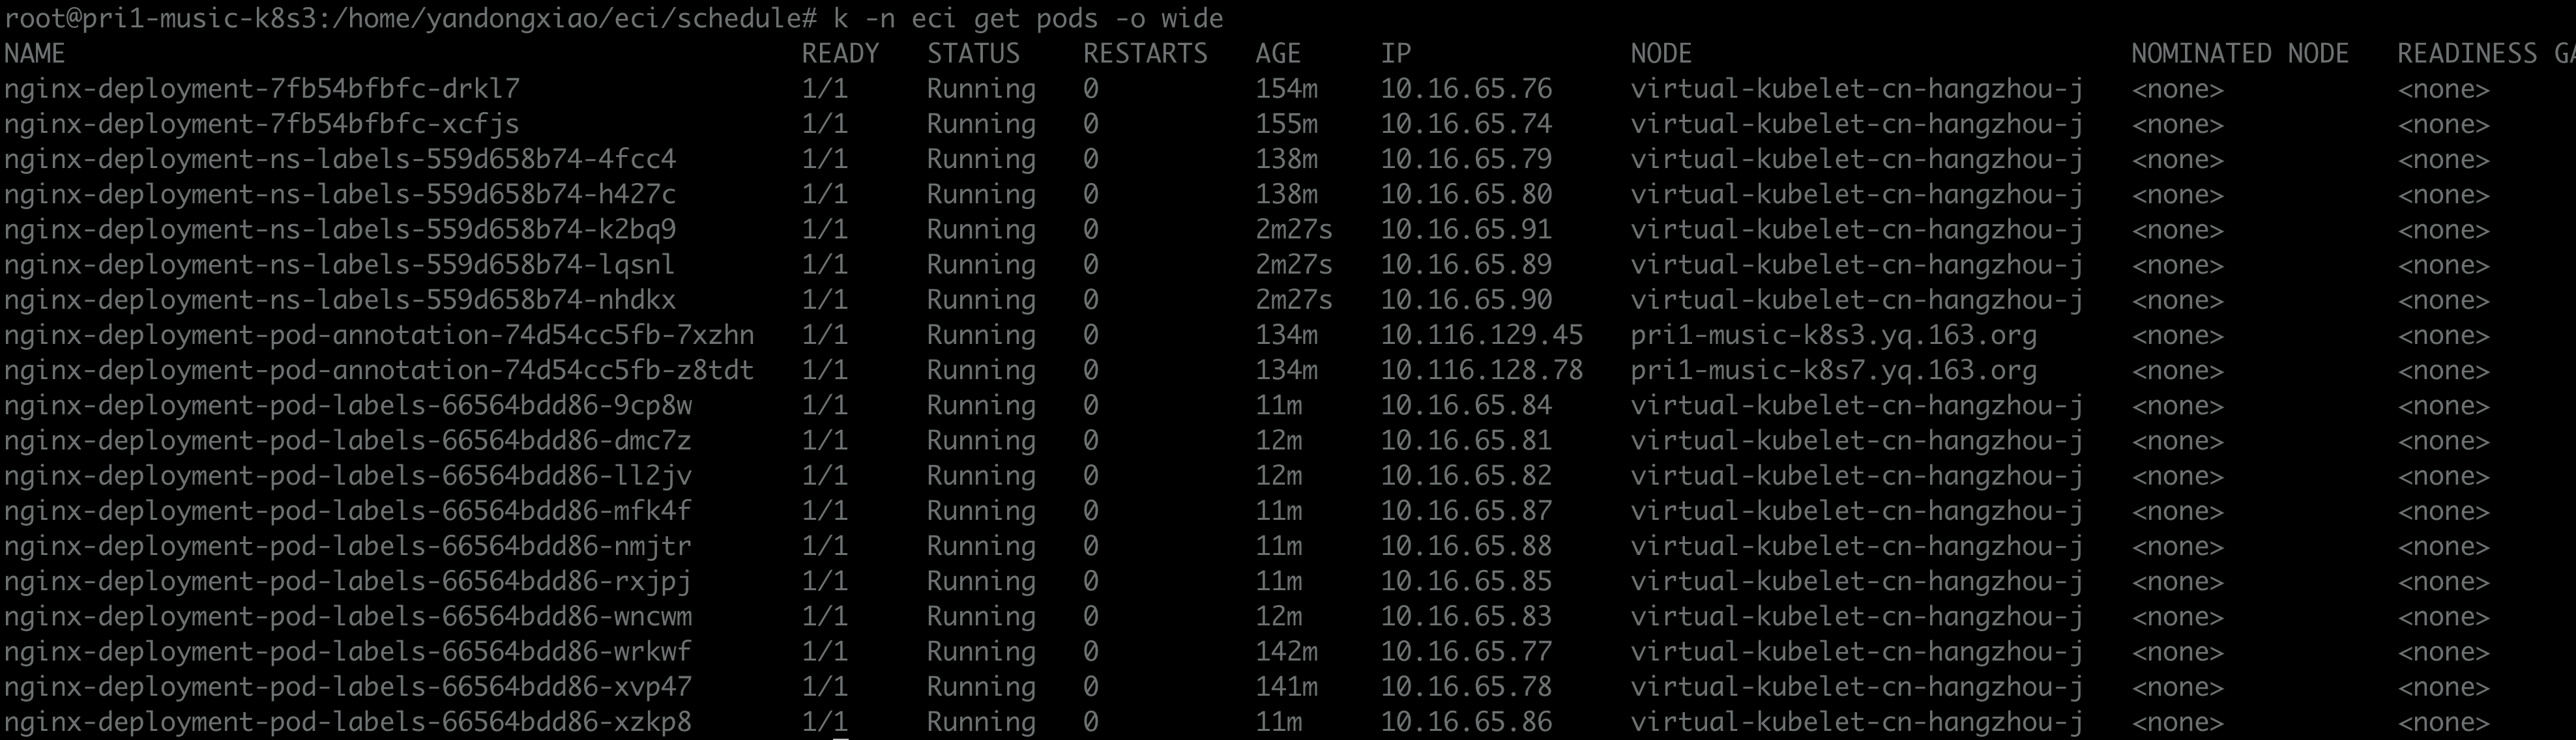 root@pri1-music-k8s3:/home/yandongxiao/eci/schedule# k -n eci get pods -o wide
NAME READY STATUS RESTARTS AGE IP NODE NOMINATED NODE READINESS GA
nginx-deployment-7fb54bfbfc-drkl7 1/1 Running 0 154m 10.16.65.76 virtual-kubelet-cn-hangzhou-j <none> <none>
nginx-deployment-7fb54bfbfc-xcfjs 1/1 Running 0 155m 10.16.65.74 virtual-kubelet-cn-hangzhou-j <none> <none>
nginx-deployment-ns-labels-559d658b74-4fcc4 1/1 Running 0 138m 10.16.65.79 virtual-kubelet-cn-hangzhou-j <none> <none>
nginx-deployment-ns-labels-559d658b74-h427c 1/1 Running 0 138m 10.16.65.80 virtual-kubelet-cn-hangzhou-j <none> <none>
nginx-deployment-ns-labels-559d658b74-k2bq9 1/1 Running 0 2m27s 10.16.65.91 virtual-kubelet-cn-hangzhou-j <none> <none>
nginx-deployment-ns-labels-559d658b74-lqsnl 1/1 Running 0 2m27s 10.16.65.89 virtual-kubelet-cn-hangzhou-j <none> <none>
nginx-deployment-ns-labels-559d658b74-nhdkx 1/1 Running 0 2m27s 10.16.65.90 virtual-kubelet-cn-hangzhou-j <none> <none>
nginx-deployment-pod-annotation-74d54cc5fb-7xzhn 1/1 Running 0 134m 10.116.129.45 pri1-music-k8s3.yq.163.org <none> <none>
nginx-deployment-pod-annotation-74d54cc5fb-z8tdt 1/1 Running 0 134m 10.116.128.78 pri1-music-k8s7.yq.163.org <none> <none>
nginx-deployment-pod-labels-66564bdd86-9cp8w 1/1 Running 0 11m 10.16.65.84 virtual-kubelet-cn-hangzhou-j <none> <none>
nginx-deployment-pod-labels-66564bdd86-dmc7z 1/1 Running 0 12m 10.16.65.81 virtual-kubelet-cn-hangzhou-j <none> <none>
nginx-deployment-pod-labels-66564bdd86-ll2jv 1/1 Running 0 12m 10.16.65.82 virtual-kubelet-cn-hangzhou-j <none> <none>
nginx-deployment-pod-labels-66564bdd86-mfk4f 1/1 Running 0 11m 10.16.65.87 virtual-kubelet-cn-hangzhou-j <none> <none>
nginx-deployment-pod-labels-66564bdd86-nmjtr 1/1 Running 0 11m 10.16.65.88 virtual-kubelet-cn-hangzhou-j <none> <none>
nginx-deployment-pod-labels-66564bdd86-rxjpj 1/1 Running 0 11m 10.16.65.85 virtual-kubelet-cn-hangzhou-j <none> <none>
nginx-deployment-pod-labels-66564bdd86-wncwm 1/1 Running 0 12m 10.16.65.83 virtual-kubelet-cn-hangzhou-j <none> <none>
nginx-deployment-pod-labels-66564bdd86-wrkwf 1/1 Running 0 142m 10.16.65.77 virtual-kubelet-cn-hangzhou-j <none> <none>
nginx-deployment-pod-labels-66564bdd86-xvp47 1/1 Running 0 141m 10.16.65.78 virtual-kubelet-cn-hangzhou-j <none> <none>
nginx-deployment-pod-labels-66564bdd86-xzkp8 1/1 Running 0 11m 10.16.65.86 virtual-kubelet-cn-hangzhou-j <none> <none>